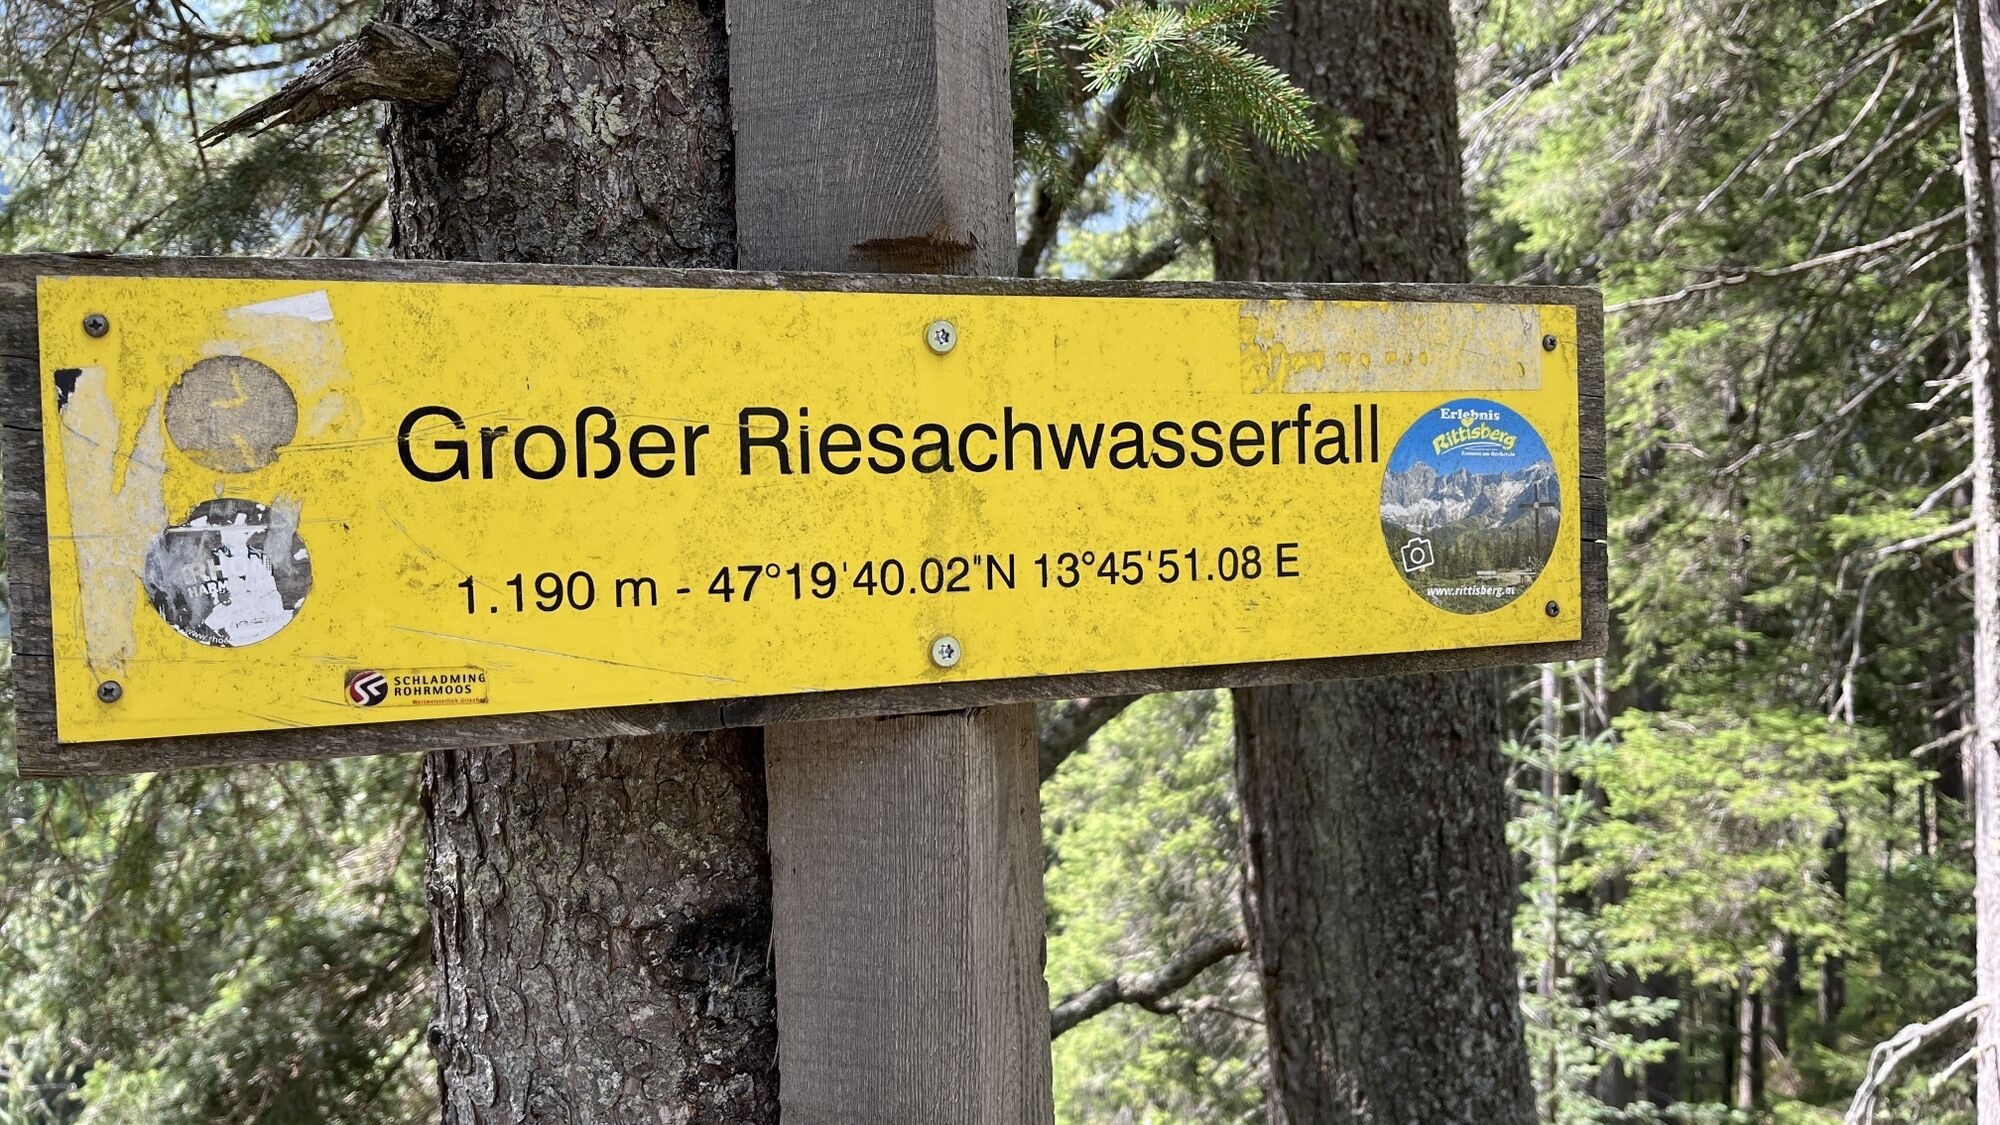 Großer Riesachwasserfall
1.190 m - 47°19'40.02"N 13°45'51.08 E
Erlebnis
Rittisberg
www.rittisberg.at
SCHLADMING
ROHRMOOS